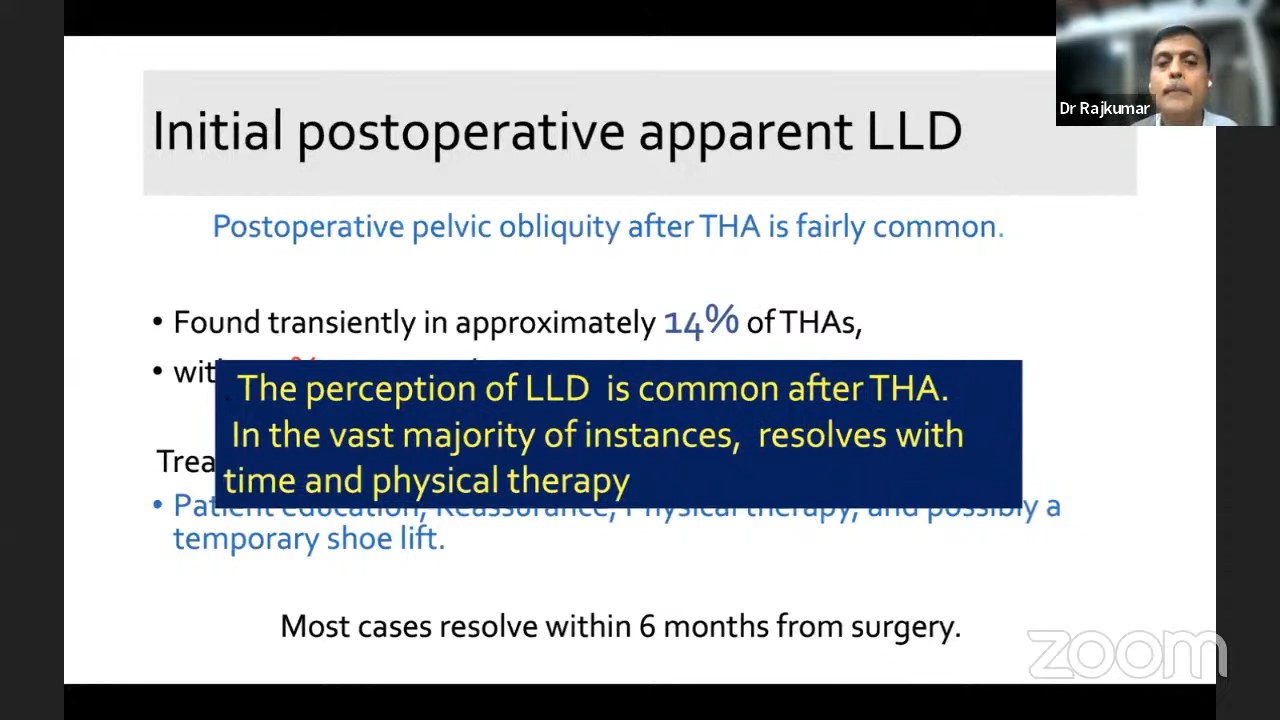 Dr Rajkumar
Initial postoperative apparent LLD
Postoperative pelvic obliquity after THA is fairly common.
• Found transiently in approximately 14% of THAs,
•
The perception of LLD is common after THA.
In the vast majority of instances, resolves with
time and physical therapy
• Patient education, Reassurance, Physical therapy, and possibly a
temporary shoe lift.
Most cases resolve within 6 months from surgery.
zoom